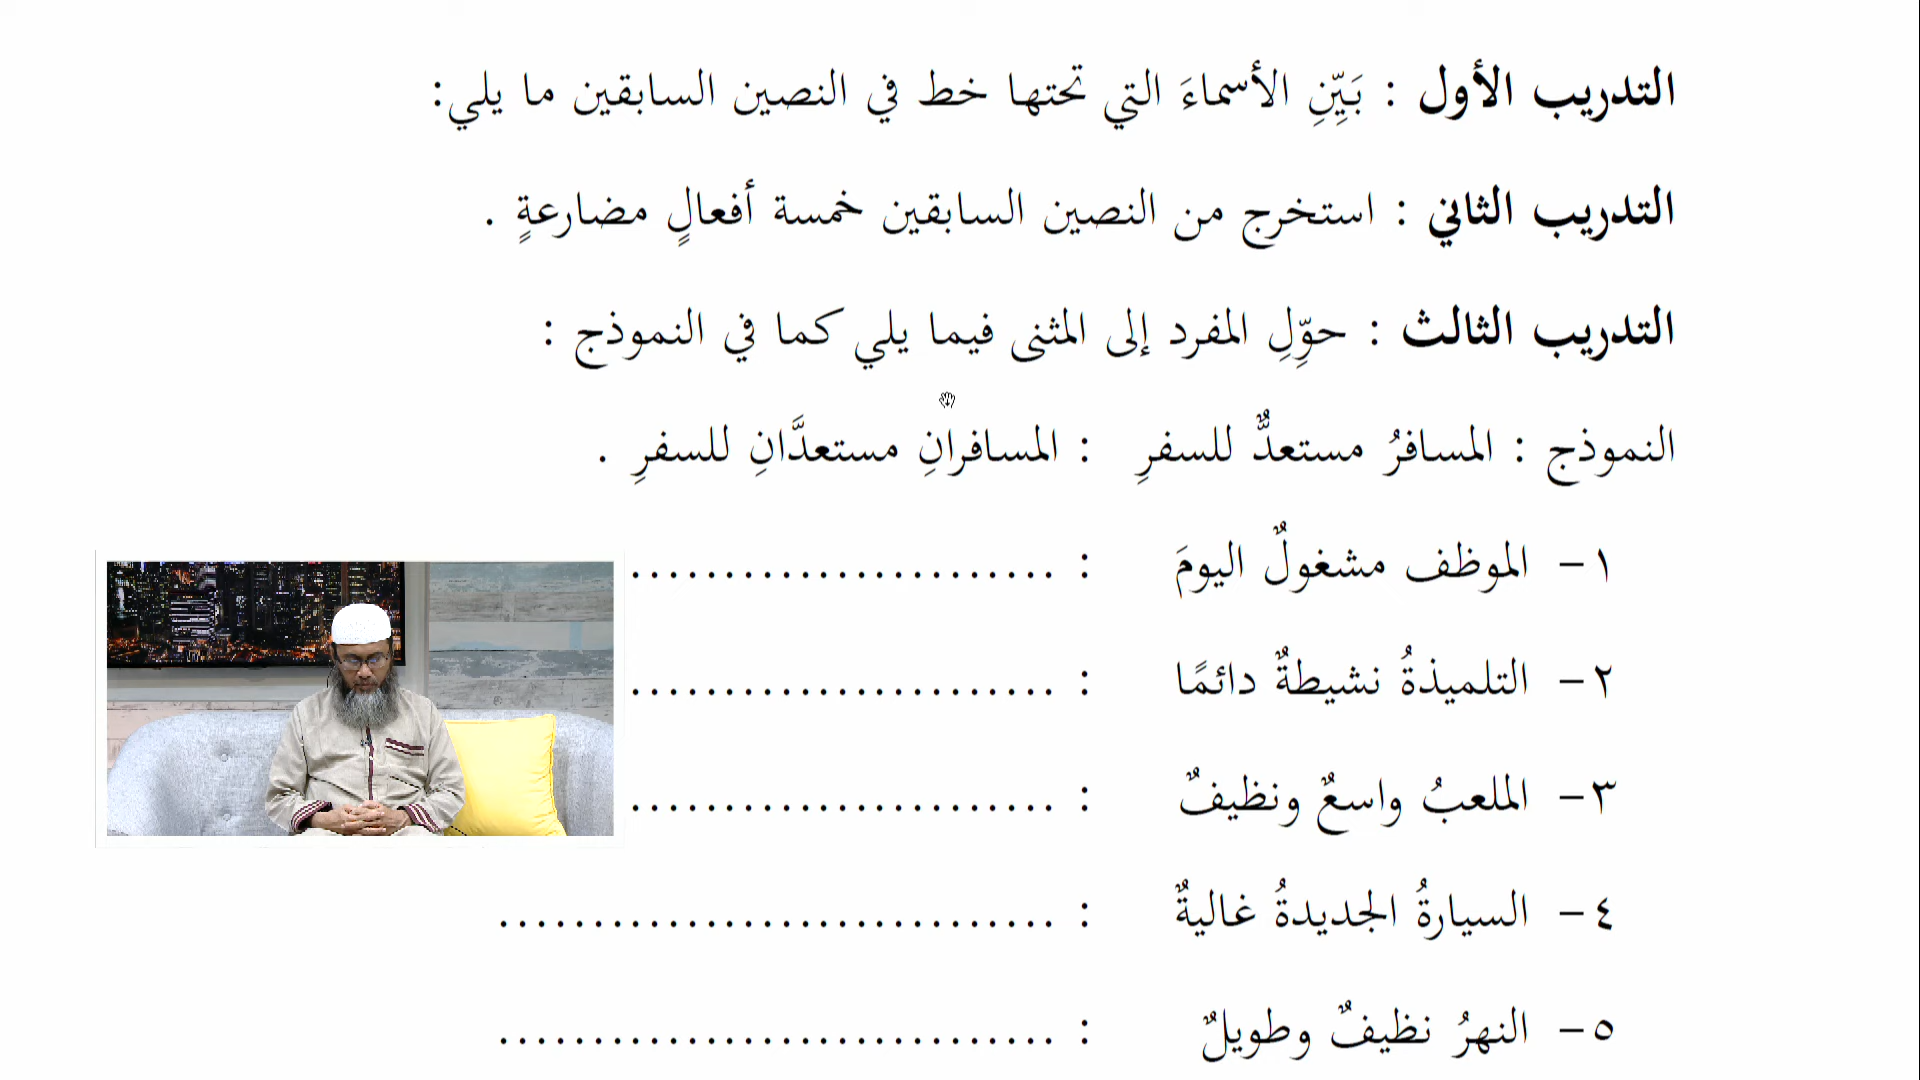 التدريب الأول : بَيِّنِ الأسماءَ التي تحتها خط في النصين السابقين ما يلي:
التدريب الثاني : استخرج من النصين السابقين خمسة أفعالٍ مضارعةٍ .
التدريب الثالث : حوِّلِ المفرد إلى المثنى فيما يلي كما في النموذج :
النموذج : المسافرُ مستعدٌّ للسفرِ : المسافرانِ مستعدَّانِ للسفرِ .
١- الموظف مشغولٌ اليومَ : .......................
٢- التلميذةُ نشيطةٌ دائمًا : .......................
٣- الملعبُ واسعٌ ونظيفٌ : .......................
٤- السيارةُ الجديدةُ غاليةٌ : ..............................
٥- النهرُ نظيفٌ وطويلٌ : ..............................